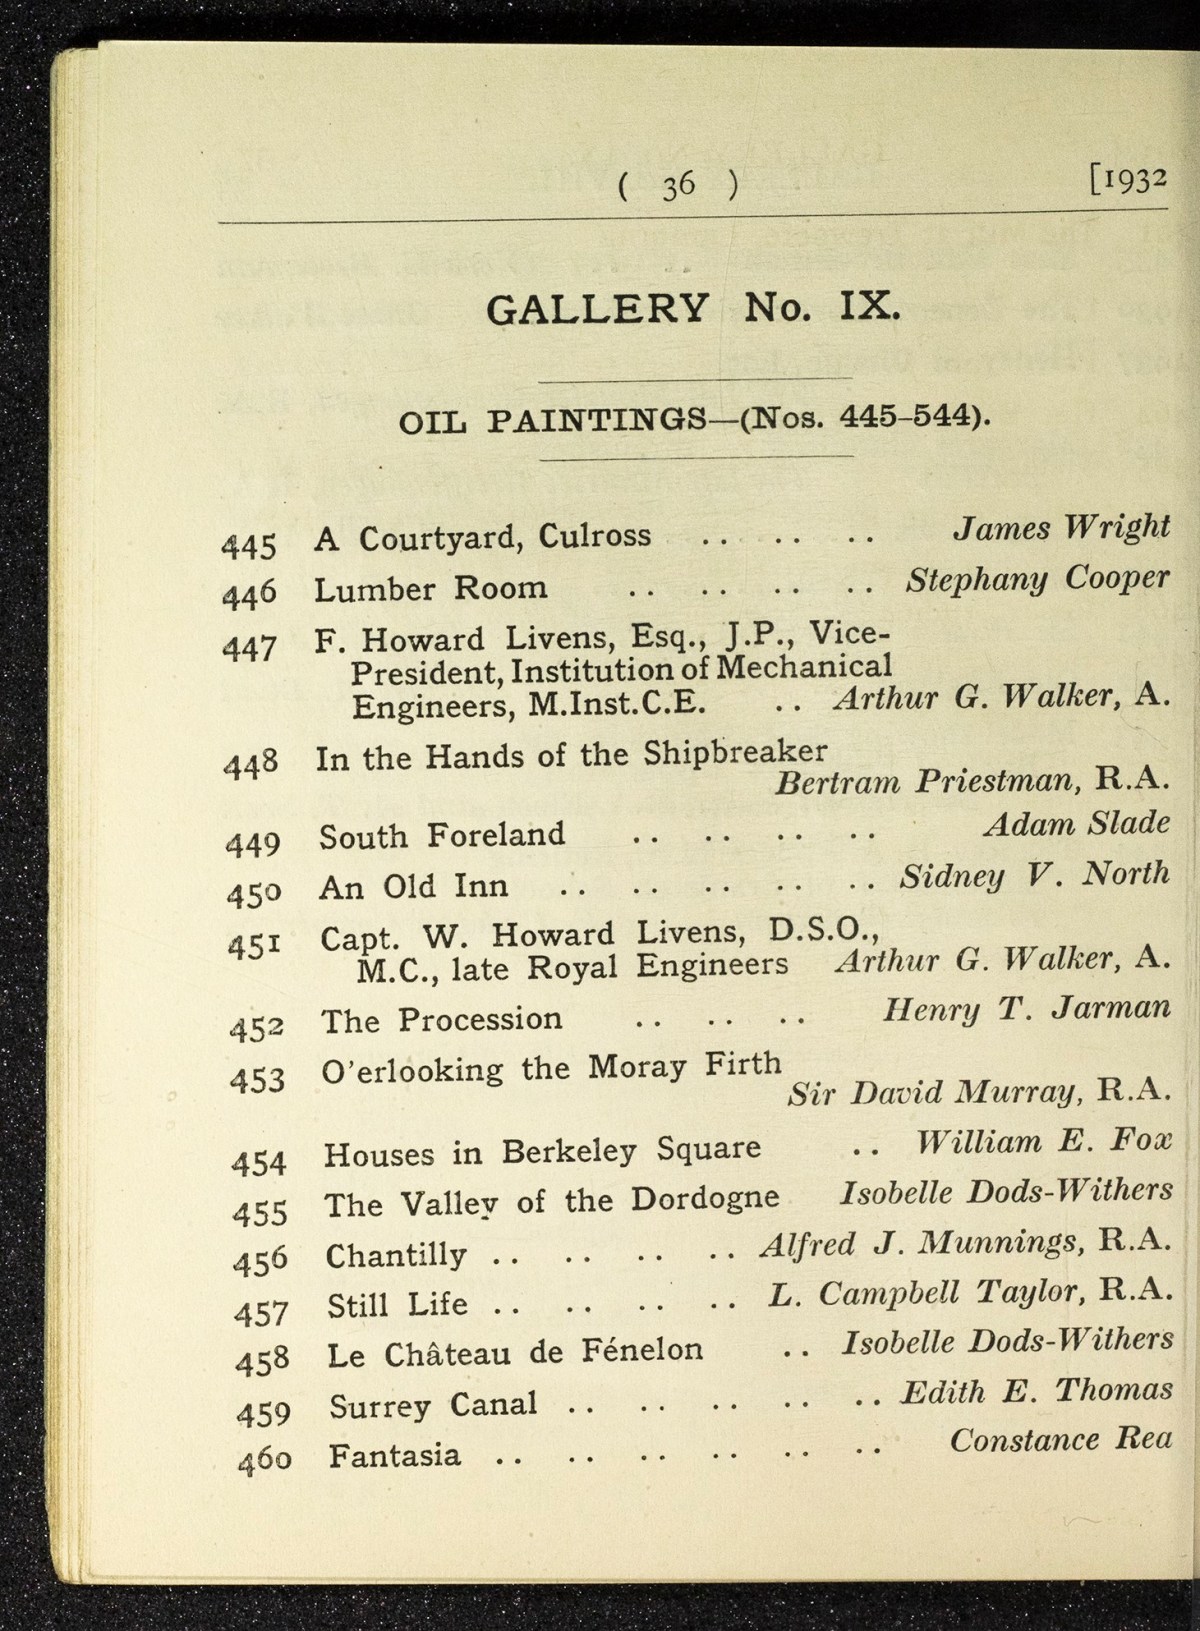 ( 36 ) [1932
GALLERY No. IX.
OIL PAINTINGS—(Nos. 445-544).
445 A Courtyard, Culross .. .. .. James Wright
446 Lumber Room .. .. .. .. Stephany Cooper
447 F. Howard Livens, Esq., J.P., Vice-
President, Institution of Mechanical
Engineers, M.Inst.C.E. .. Arthur G. Walker, A.
448 In the Hands of the Shipbreaker
Bertram Priestman, R.A.
449 South Foreland .. .. .. .. Adam Slade
450 An Old Inn .. .. .. .. .. Sidney V. North
451 Capt. W. Howard Livens, D.S.O.,
M.C., late Royal Engineers Arthur G. Walker, A.
452 The Procession .. .. .. Henry T. Jarman
453 O'erlooking the Moray Firth
Sir David Murray, R.A.
454 Houses in Berkeley Square .. William E. Fox
455 The Valley of the Dordogne Isobelle Dods-Withers
456 Chantilly .. .. .. .. Alfred J. Munnings, R.A.
457 Still Life .. .. .. .. L. Campbell Taylor, R.A.
458 Le Château de Fénelon .. Isobelle Dods-Withers
459 Surrey Canal .. .. .. .. .. Edith E. Thomas
460 Fantasia .. .. .. .. .. .. Constance Rea